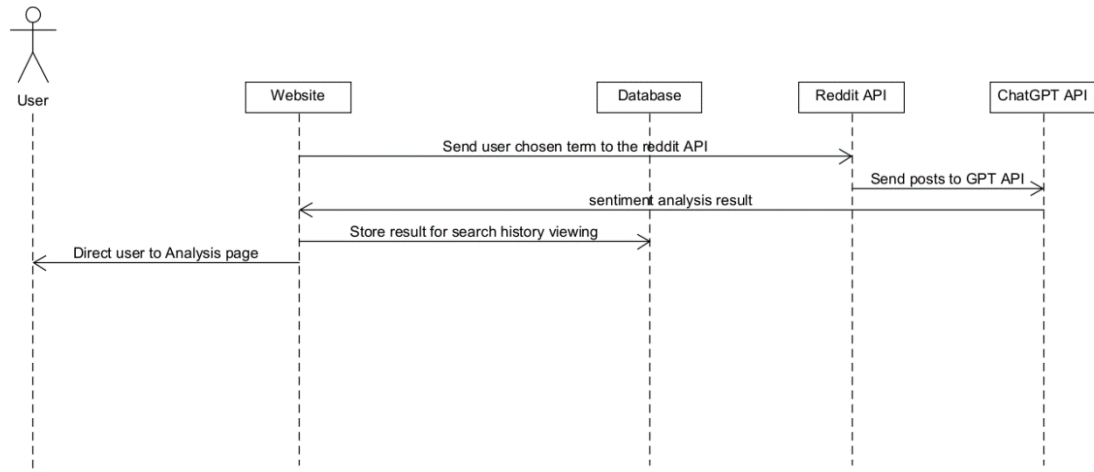 User
Website
Database
Reddit API
ChatGPT API
Send user chosen term to the reddit API
Send posts to GPT API
sentiment analysis result
Store result for search history viewing
Direct user to Analysis page